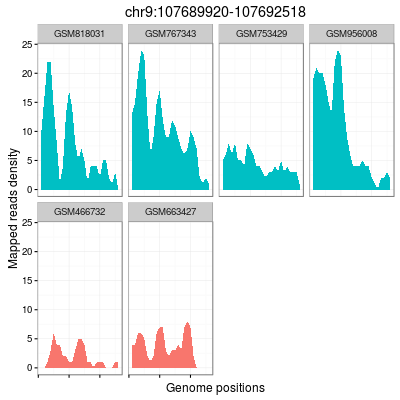 chr9:107689920-107692518
GSM818031 GSM767343 GSM753429 GSM956008
25
20
15
10
5
0
GSM466732 GSM663427
25
20
15
10
5
0
Mapped reads density
Genome positions